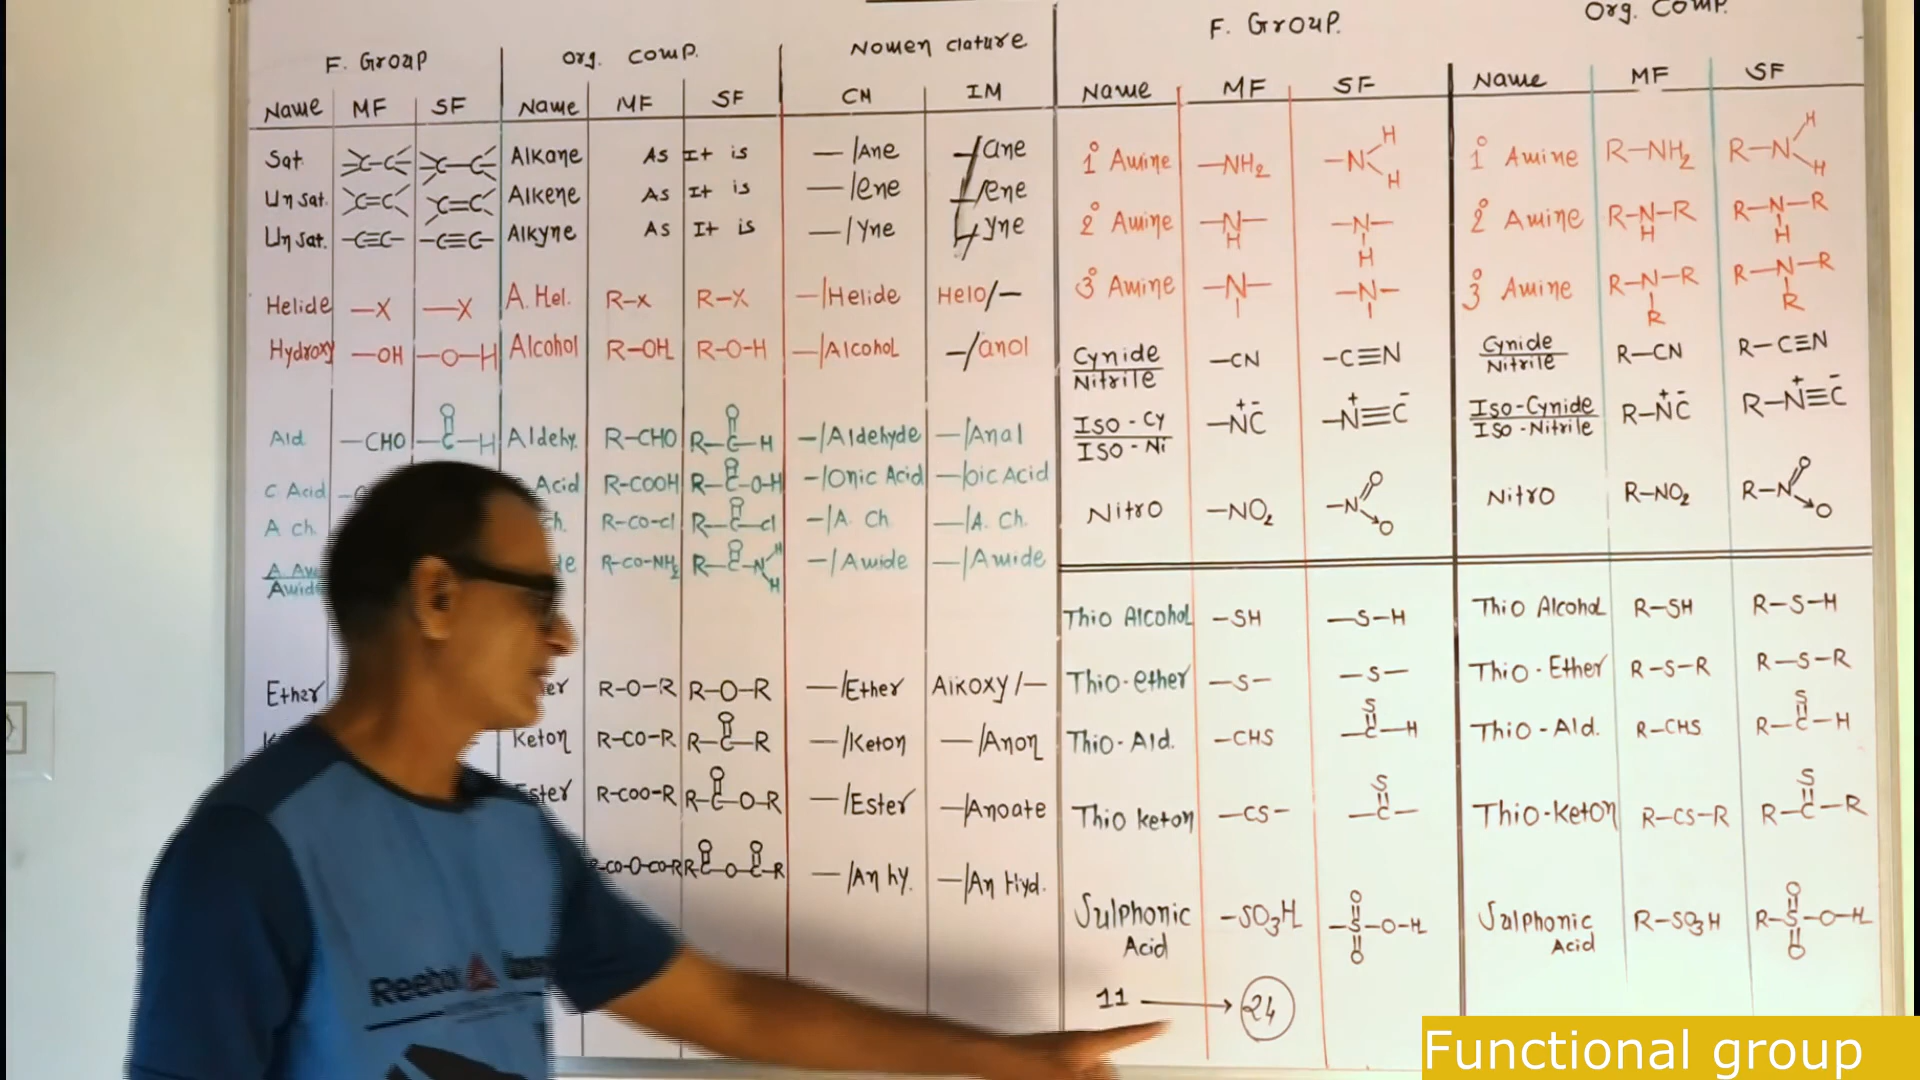 F. Group Org. Comp. Nomen clature
Name MF SF Name MF SF CN IM
Sat. >C-C< >C-C< Alkane As It is —/Ane —/ane
Un sat. >C=C< >C=C< Alkene As It is —/ene —/ene
Un sat. -C≡C- -C≡C- Alkyne As It is —/Yne —/yne
Helide —X —X A. Hel. R-X R-X —/Helide Helo/—
Hydroxy —OH —O—H Alcohol R-OH R-O-H —/Alcohol —/anol
Ald. —CHO —C(=O)—H Aldehy. R-CHO R-C(=O)-H —/Aldehyde —/Anal
C Acid Acid R-COOH R-C(=O)-O-H —/Onic Acid —/oic Acid
A ch. R-CO-Cl R-C(=O)-Cl —/A. Ch. —/A. Ch.
Amide R-CO-NH2 R-C(=O)-N(H)H —/Amide —/Amide
Ether R-O-R R-O-R —/Ether Alkoxy/—
Keton R-CO-R R-C(=O)-R —/Keton —/Anon
Ester R-COO-R R-C(=O)-O-R —/Ester —/Anoate
R-CO-O-CO-R R-C(=O)-O-C(=O)-R —/An hy. —/An Hyd.
F. Group. Org. Comp.
Name MF SF Name MF SF
1° Amine —NH2 —N(H)H 1° Amine R—NH2 R—N(H)H
2° Amine —N(H)— —N(H)— 2° Amine R-N(H)-R R-N(H)-R
3° Amine —N— —N— 3° Amine R-N(R)-R R-N(R)-R
Cynide —CN —C≡N Cynide R—CN R—C≡N
Nitrile Nitrile
Iso-Cy —N⁺C⁻ —N⁺≡C⁻ Iso-Cynide R-N⁺C⁻ R-N⁺≡C⁻
Iso-Ni Iso-Nitrile
Nitro —NO2 —N(=O)→O Nitro R-NO2 R-N(=O)→O
Thio Alcohol —SH —S—H Thio Alcohol R-SH R-S-H
Thio-ether —S— —S— Thio-Ether R-S-R R-S-R
Thio-Ald. —CHS —C(=S)—H Thio-Ald. R-CHS R-C(=S)-H
Thio keton —CS— —C(=S)— Thio-keton R-CS-R R-C(=S)-R
Sulphonic —SO3H —S(=O)(=O)—O—H Sulphonic R-SO3H R-S(=O)(=O)-O-H
Acid Acid
11 → 24
Reebok
Functional group